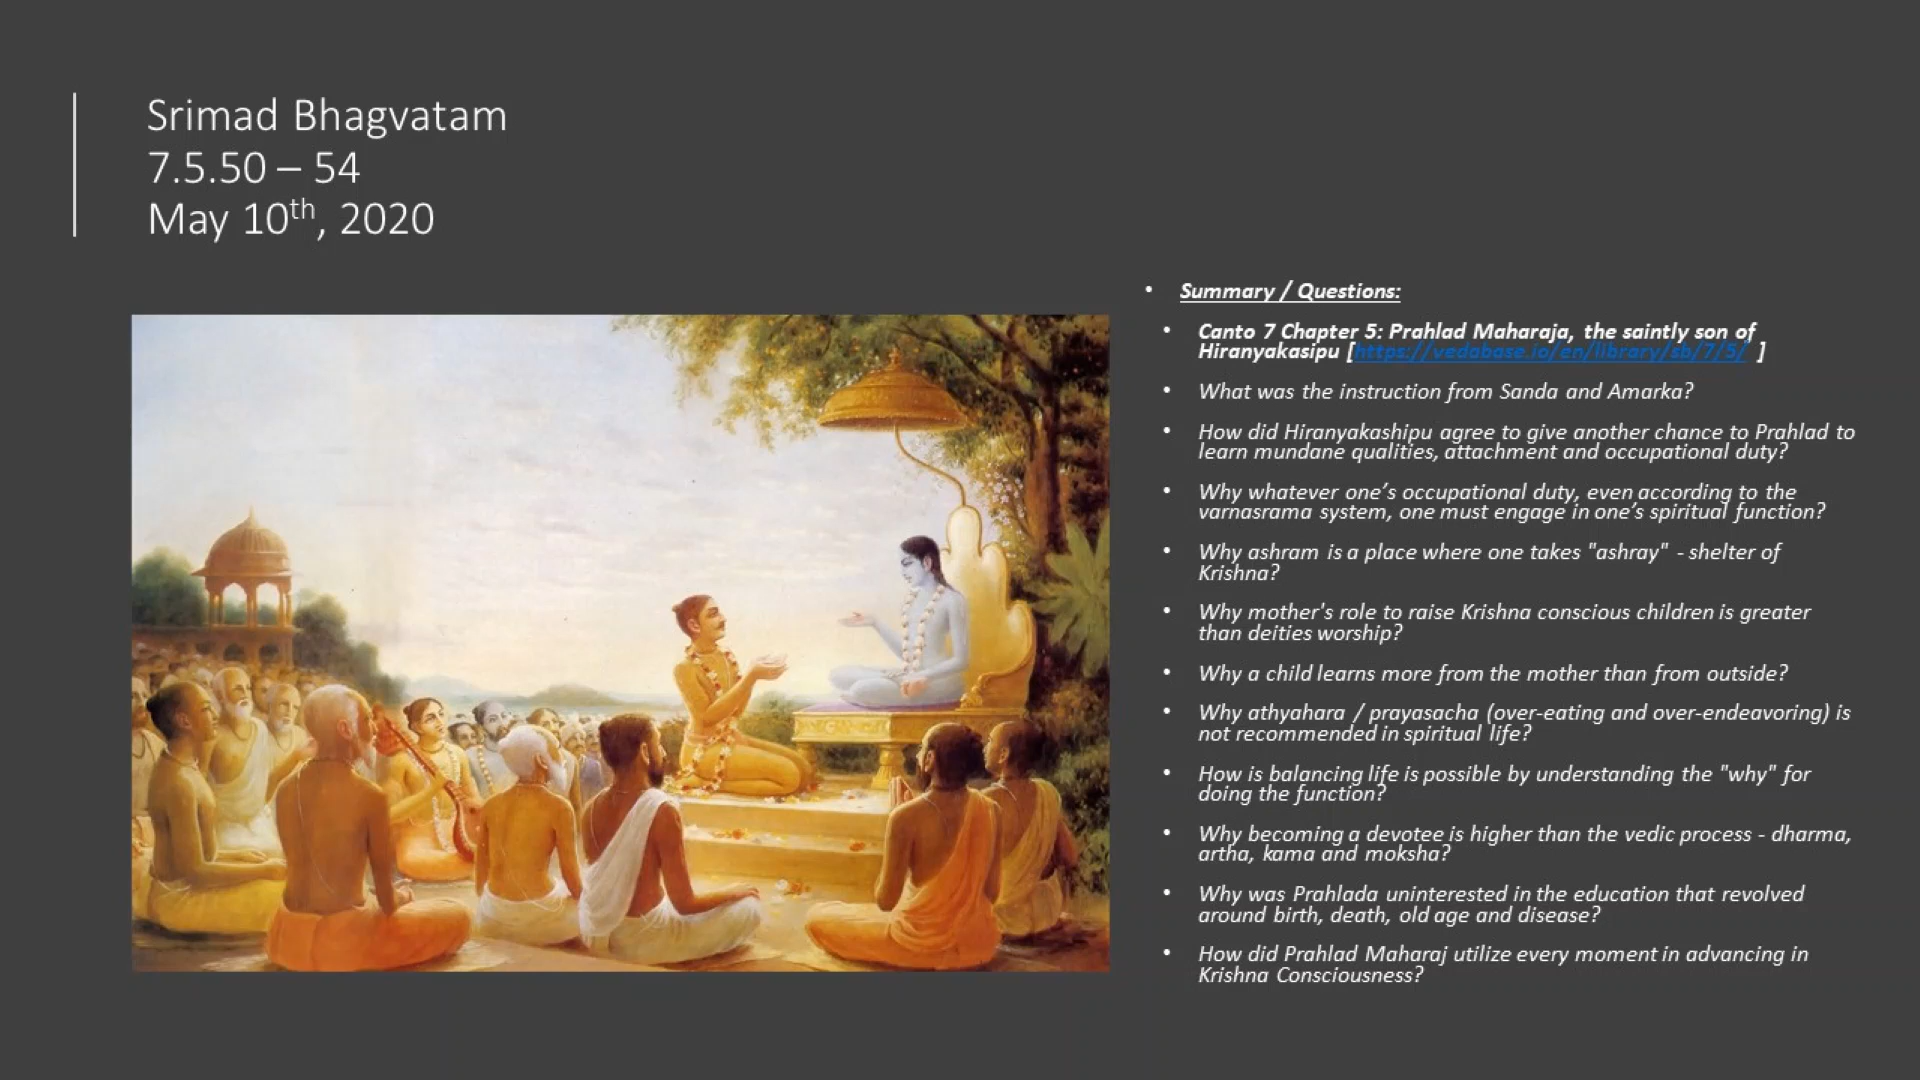 Srimad Bhagvatam
7.5.50 – 54
May 10th, 2020
• Summary / Questions:
• Canto 7 Chapter 5: Prahlad Maharaja, the saintly son of
Hiranyakasipu [https://vedabase.io/en/library/sb/7/5/ ]
• What was the instruction from Sanda and Amarka?
• How did Hiranyakashipu agree to give another chance to Prahlad to
learn mundane qualities, attachment and occupational duty?
• Why whatever one’s occupational duty, even according to the
varnasrama system, one must engage in one’s spiritual function?
• Why ashram is a place where one takes "ashray" - shelter of
Krishna?
• Why mother's role to raise Krishna conscious children is greater
than deities worship?
• Why a child learns more from the mother than from outside?
• Why athyahara / prayasacha (over-eating and over-endeavoring) is
not recommended in spiritual life?
• How is balancing life is possible by understanding the "why" for
doing the function?
• Why becoming a devotee is higher than the vedic process - dharma,
artha, kama and moksha?
• Why was Prahlada uninterested in the education that revolved
around birth, death, old age and disease?
• How did Prahlad Maharaj utilize every moment in advancing in
Krishna Consciousness?